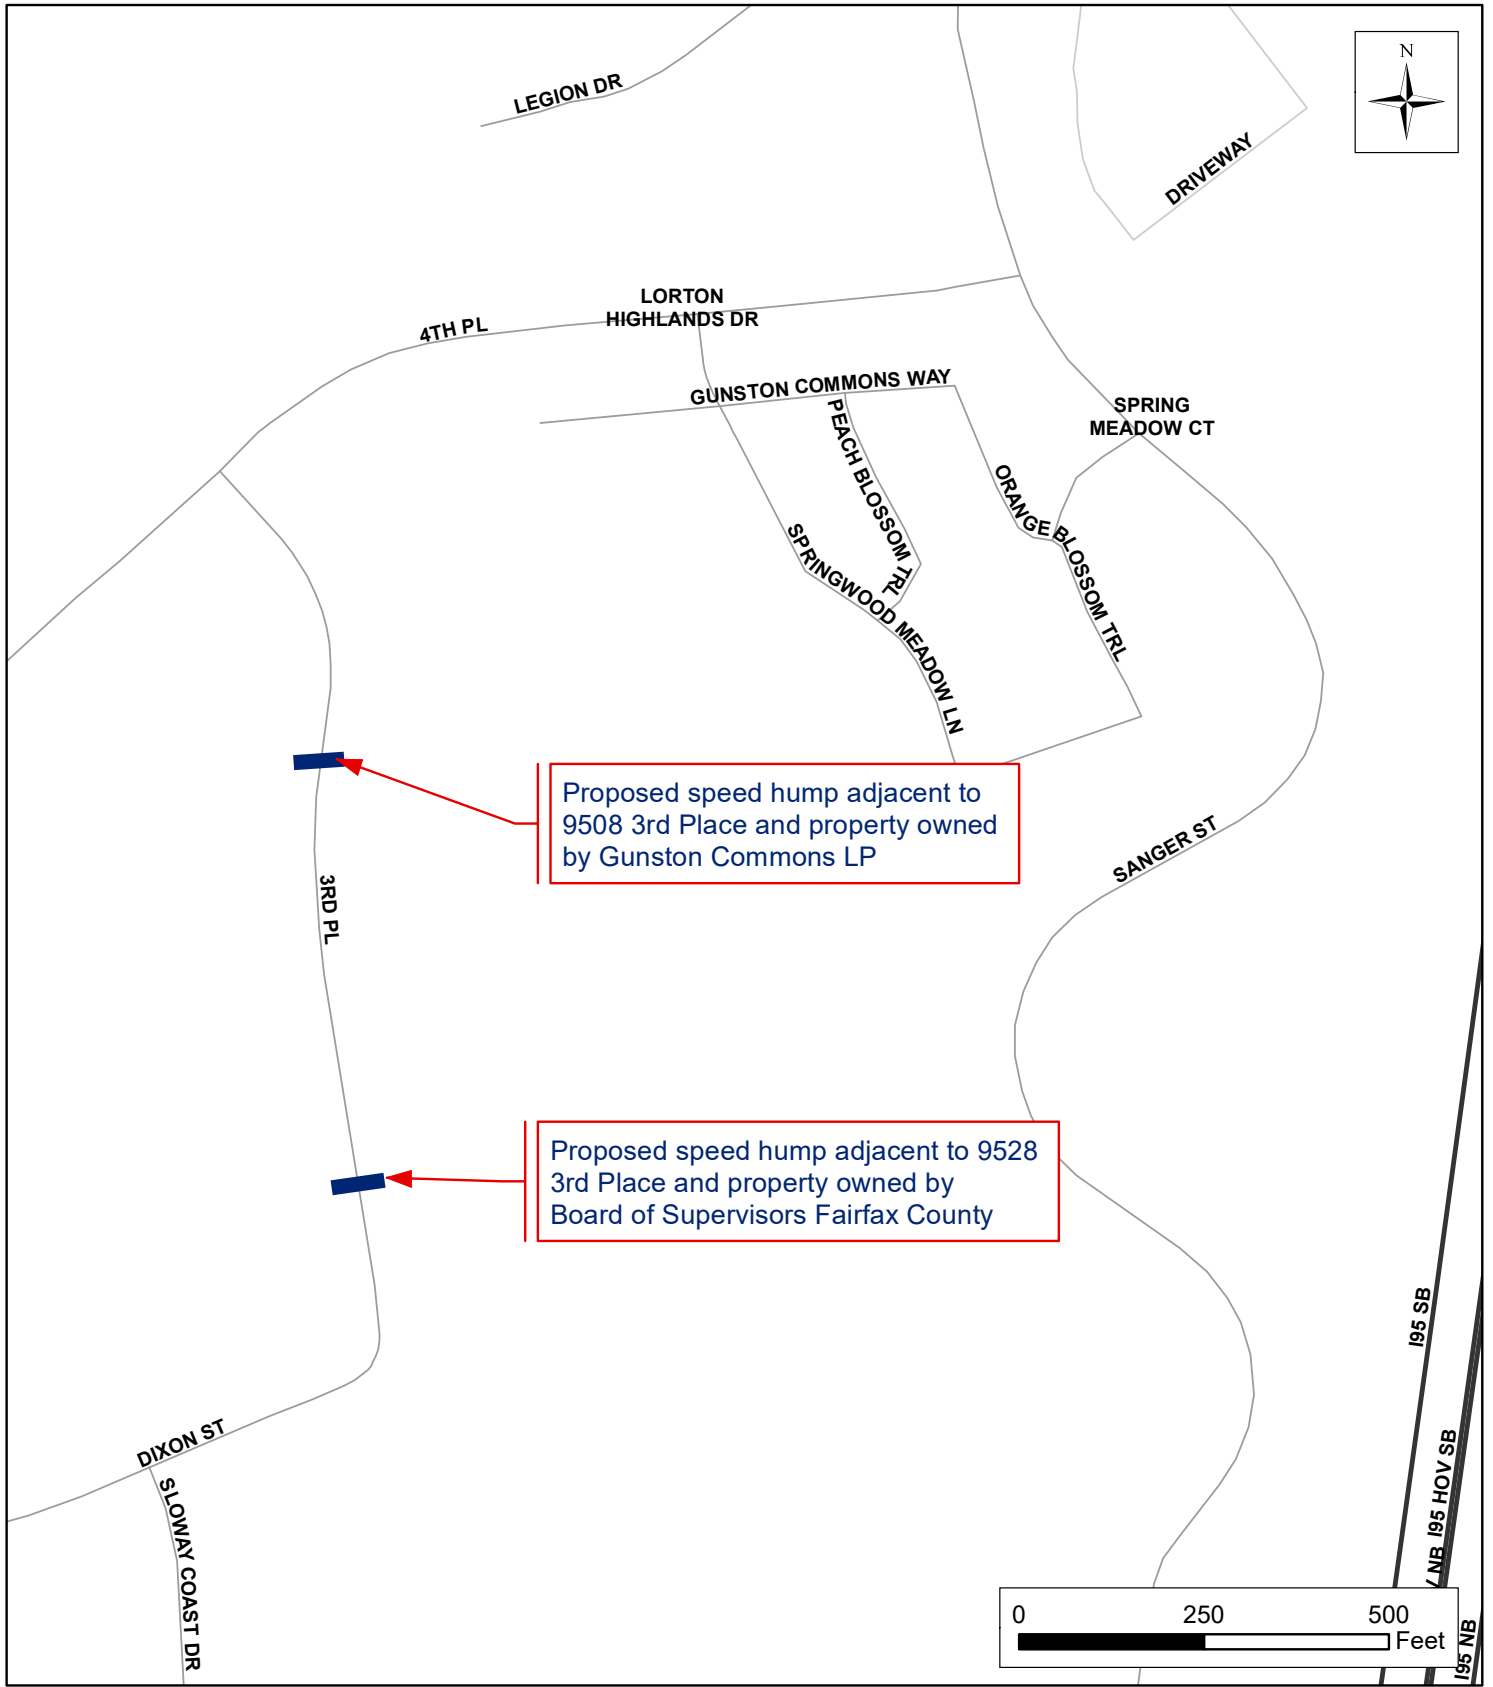 N
LEGION DR
DRIVEWAY
LORTON
HIGHLANDS DR
4TH PL
GUNSTON COMMONS WAY
SPRING
MEADOW CT
PEACH BLOSSOM TRL
ORANGE BLOSSOM TRL
SPRINGWOOD MEADOW LN
Proposed speed hump adjacent to
9508 3rd Place and property owned
by Gunston Commons LP
SANGER ST
3RD PL
Proposed speed hump adjacent to 9528
3rd Place and property owned by
Board of Supervisors Fairfax County
I95 SB
DIXON ST
I95 HOV SB
SLOWAY COAST DR
NB
0 250 500
Feet
I95 NB